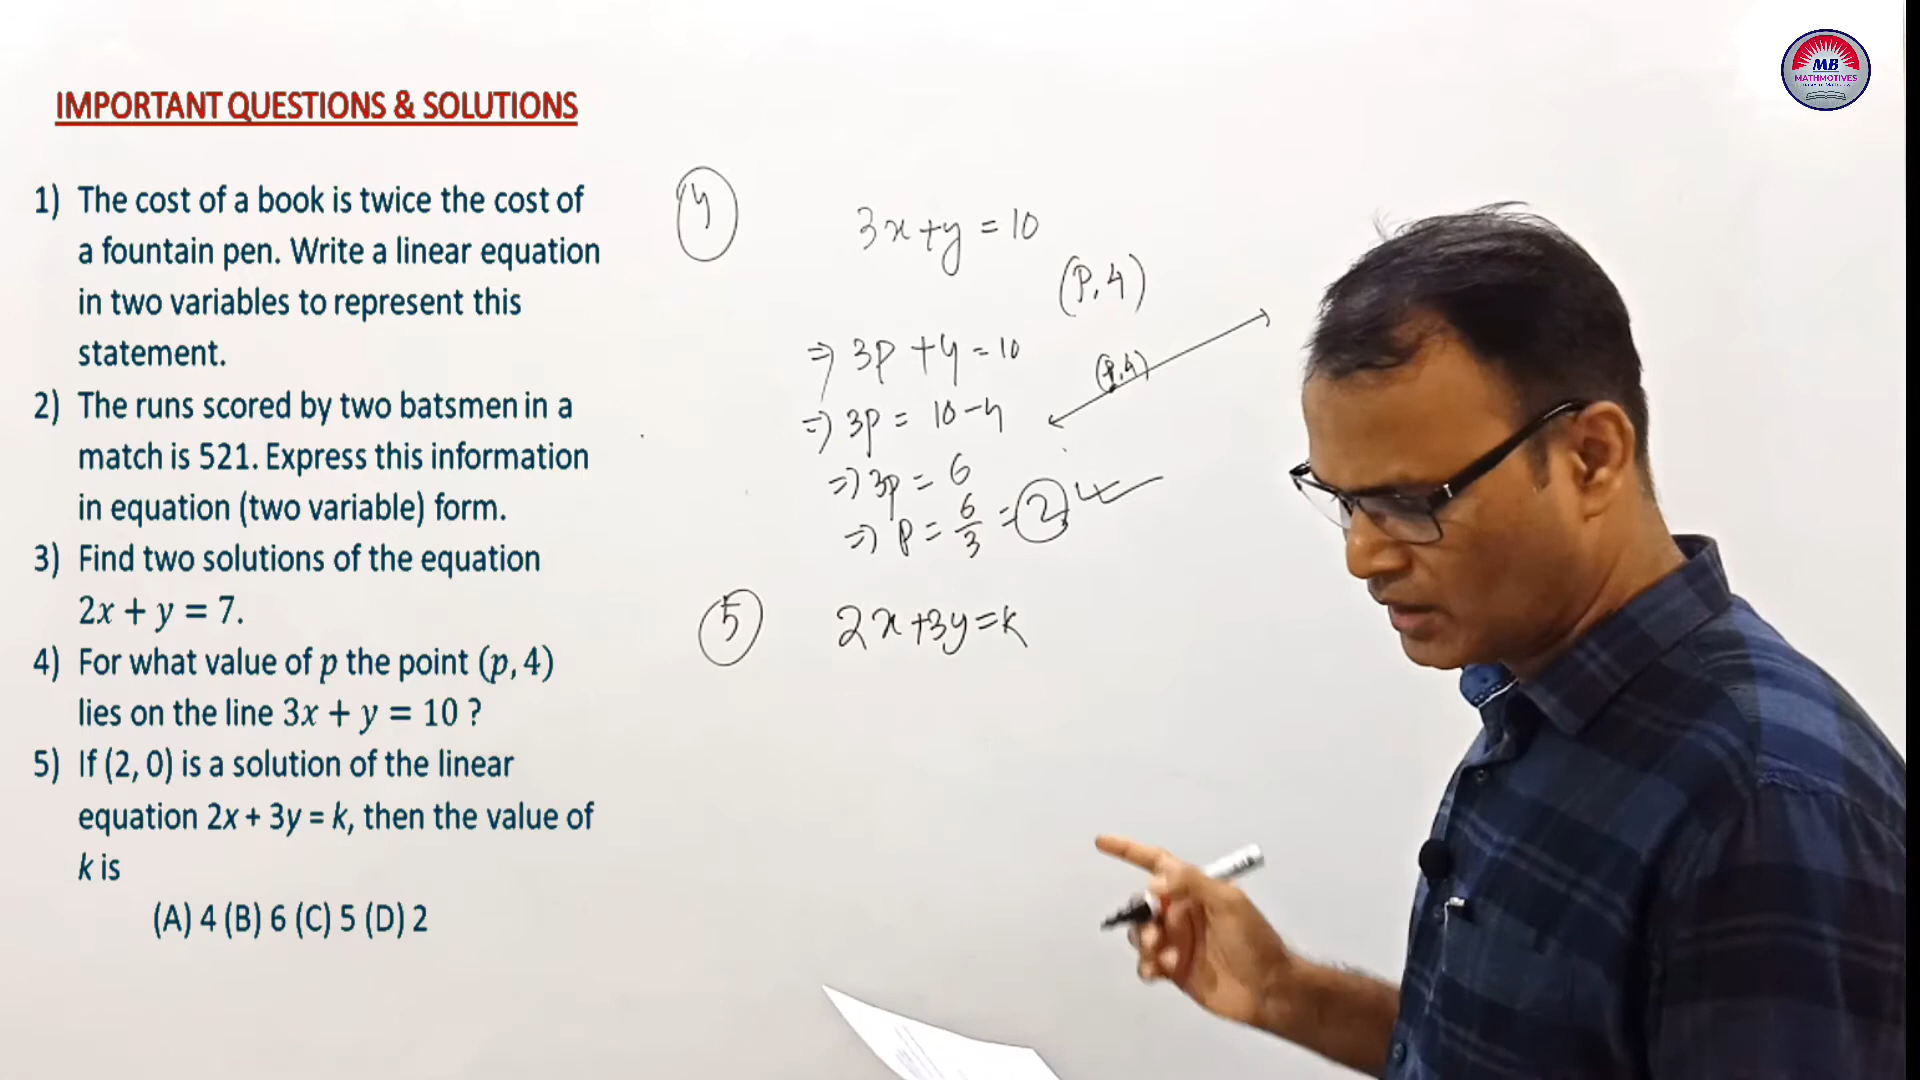 MB
MATHMOTIVES
IMPORTANT QUESTIONS & SOLUTIONS
1) The cost of a book is twice the cost of
a fountain pen. Write a linear equation
in two variables to represent this
statement.
2) The runs scored by two batsmen in a
match is 521. Express this information
in equation (two variable) form.
3) Find two solutions of the equation
2x + y = 7.
4) For what value of p the point (p, 4)
lies on the line 3x + y = 10 ?
5) If (2, 0) is a solution of the linear
equation 2x + 3y = k, then the value of
k is
(A) 4 (B) 6 (C) 5 (D) 2
4
3x+y=10
(P,4)
⇒ 3p+4=10
(P,4)
⇒ 3p = 10-4
⇒ 3p = 6
⇒ p = 6/3 = 2
5
2x+3y=k